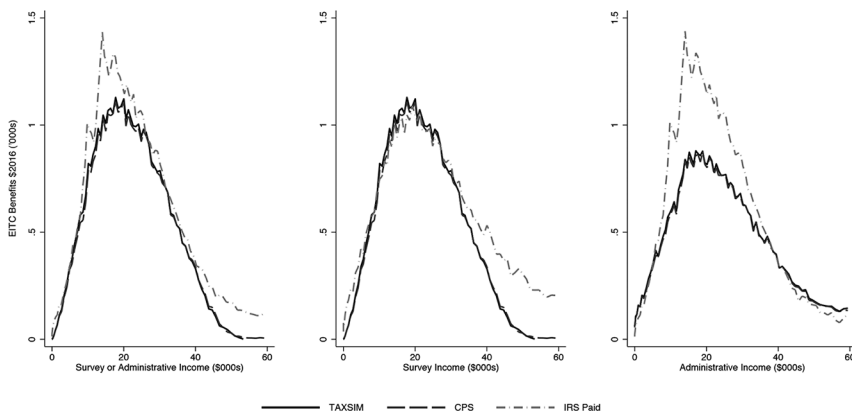 EITC Benefits $2016 ('000s)
1.5
1
.5
0
0 20 40 60
Survey or Administrative Income ($000s)
1.5
1
.5
0
0 20 40 60
Survey Income ($000s)
1.5
1
.5
0
0 20 40 60
Administrative Income ($000s)
TAXSIM CPS IRS Paid